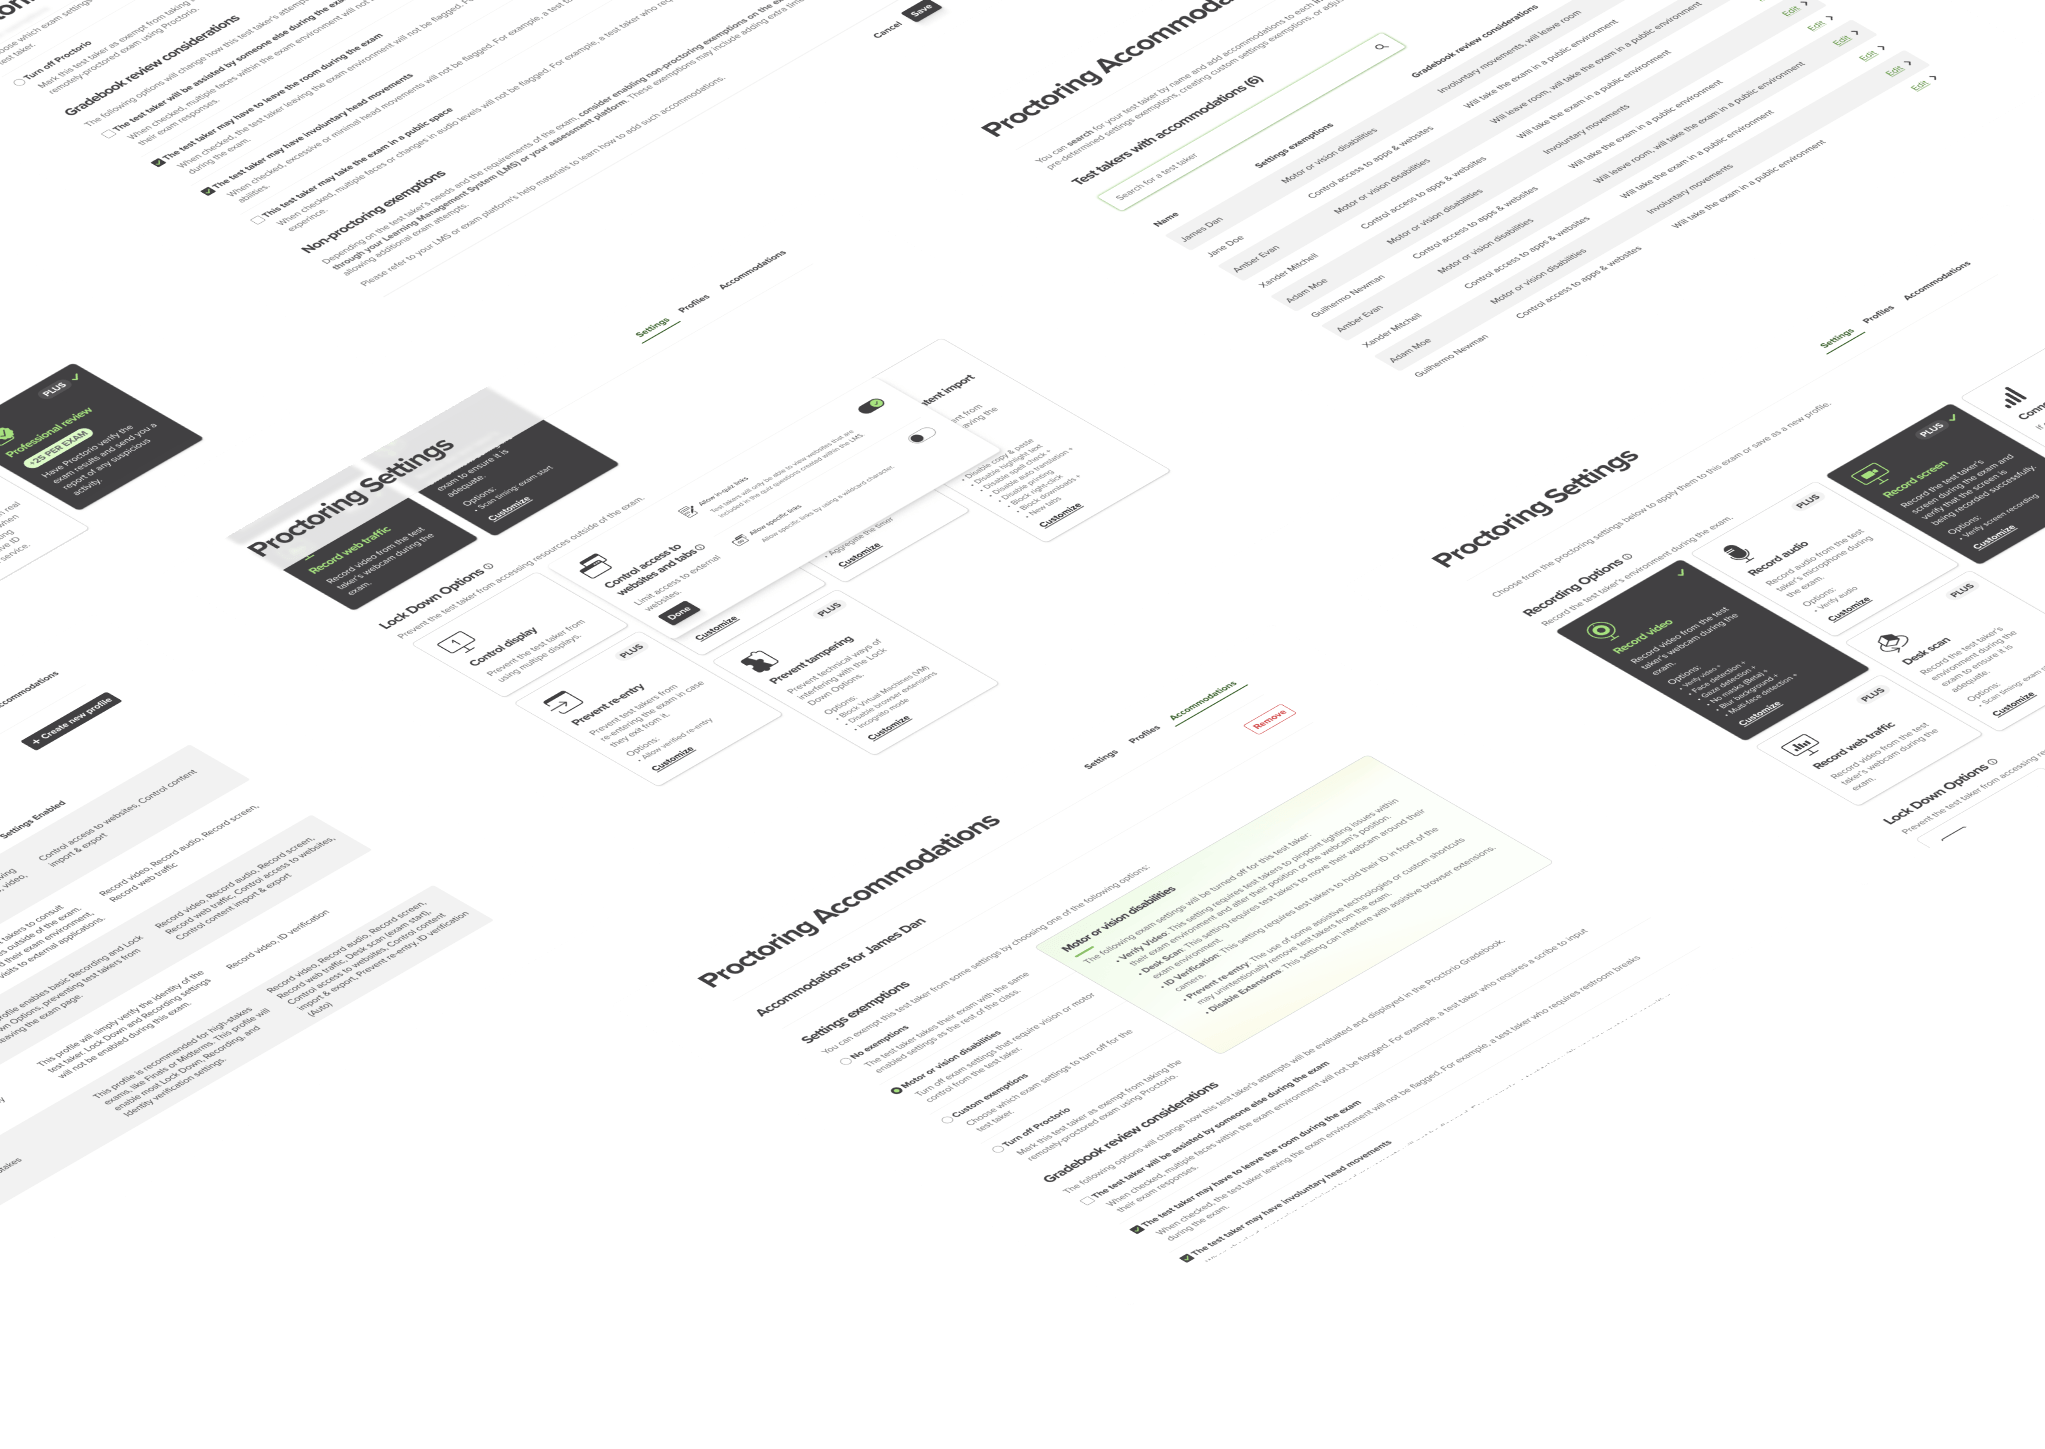 Turn off Proctorio
Mark this test taker as exempt from taking
remotely-proctored exam using Proctorio.
Gradebook review considerations
The following options will change how this test taker's attempts
The test taker will be assisted by someone else during the exam
When checked, multiple faces within the exam environment will not
their exam responses.
The test taker may have to leave the room during the exam
When checked, the test taker leaving the exam environment will not be flagged.
during the exam.
The test taker may have involuntary head movements
When checked, excessive or minimal head movements will not be flagged. For example, a test
abilities.
This test taker may take the exam in a public space
When checked, multiple faces or changes in audio levels will not be flagged. For example, a test taker who
experince.
Non-proctoring exemptions
Depending on the test taker's needs and the requirements of the exam, consider enabling non-proctoring exemptions on the
through your Learning Management System (LMS) or your assessment platform. These exemptions may include adding extra time
allowing additional exam attempts.
Please refer to your LMS or exam platform's help materials to learn how to add such accommodations.
Cancel
Save
Proctoring Accommoda
You can search for your test taker by name and add accommodations to each
pre-determined settings exemptions, creating custom settings exemptions, or
Test takers with accommodations (6)
Search for a test taker
Name
Settings exemptions
Gradebook review considerations
James Dan
Motor or vision disabilities
Involuntary movements, will leave room
Jane Doe
Control access to apps & websites
Will take the exam in a public environment
Edit
Amber Evan
Motor or vision disabilities
Will leave room, will take the exam in a public environment
Edit
Xander Mitchell
Control access to apps & websites
Will take the exam in a public environment
Edit
Adam Moe
Motor or vision disabilities
Involuntary movements
Edit
Guilhermo Newman
Control access to apps & websites
Will take the exam in a public environment
Edit
Amber Evan
Motor or vision disabilities
Will leave room, will take the exam in a public environment
Edit
Xander Mitchell
Control access to apps & websites
Will take the exam in a public environment
Adam Moe
Motor or vision disabilities
Involuntary movements
Guilhermo Newman
Control access to apps & websites
Will take the exam in a public environment
PLUS
Professional review
+25 PER EXAM
Have Proctorio verify the
exam results and send you a
report of any suspicious
activity.
Settings
Profiles
Accommodations
Proctoring Settings
Record web traffic
Record video from the test
taker's webcam during the
exam.
exam to ensure it is
adequate.
Options:
• Scan timing: exam start
Customize
Lock Down Options
Prevent the test taker from accessing resources outside of the exam.
Control display
Prevent the test taker from
using multipe displays.
Control access to
websites and tabs
Limit access to external
websites.
Done
Allow in-quiz links
Test takers will only be able to view websites that are
included in the quiz questions created within the LMS.
Allow specific links
Allow specific links by using a wildcard character.
Customize
• Aggregate the timer
Customize
tent import
• Disable copy & paste
• Disable highlight text
• Disable spell check +
• Disable auto translation +
• Disable printing
• Block right-click
• Block downloads +
• New tabs
Customize
PLUS
Prevent re-entry
Prevent test takers from
re-entering the exam in case
they exit from it.
Options:
• Allow verified re-entry
Customize
PLUS
Prevent tampering
Prevent technical ways of
interfering with the Lock
Down Options.
Options:
• Block Virtual Machines (VM)
• Disable browser extensions
• Incognito mode
Customize
Settings
Profiles
Accommodations
Proctoring Settings
Choose from the proctoring settings below to apply them to this exam or save as a new profile.
Recording Options
Record the test taker's environment during the exam.
Record video
Record video from the test
taker's webcam during the
exam.
Options:
• Verify video +
• Face detection +
• Gaze detection +
• No masks (Beta) +
• Blur background +
• Multi-face detection +
Customize
PLUS
Record audio
Record audio from the test
taker's microphone during
the exam.
Options:
• Verify audio
Customize
PLUS
Record screen
Record the test taker's
screen during the exam and
verify that the screen is
being recorded successfully.
Options:
• Verify screen recording
Customize
PLUS
Record web traffic
Record video from the test
taker's webcam during the
exam.
PLUS
Desk scan
Record the test taker's
environment during the
exam to ensure it is
adequate.
Options:
• Scan timing: exam
Customize
Lock Down Options
Prevent the test taker from accessing
+ Create new profile
Settings Enabled
Control access to websites, Control content
import & export
Record video, Record audio, Record screen,
Record web traffic
Record video, Record audio, Record screen,
Record web traffic, Control access to websites,
Control content import & export
This profile will simply verify the identity of the
test taker. Lock Down and Recording settings
will not be enabled during this exam.
Record video, ID verification
This profile is recommended for high-stakes
exams, like Finals or Midterms. This profile will
enable most Lock Down, Recording, and
identity verification settings.
Record video, Record audio, Record screen,
Record web traffic, Desk scan (exam start),
Control access to websites, Control content
import & export, Prevent re-entry, ID verification
(Auto)
Settings
Profiles
Accommodations
Remove
Proctoring Accommodations
Accommodations for James Dan
Settings exemptions
You can exempt this test taker from some settings by choosing one of the following options:
No exemptions
The test taker takes their exam with the same
enabled settings as the rest of the class.
Motor or vision disabilities
Turn off exam settings that require vision or motor
control from the test taker.
Custom exemptions
Choose which exam settings to turn off for the
test taker.
Turn off Proctorio
Mark this test taker as exempt from taking the
remotely-proctored exam using Proctorio.
Motor or vision disabilities
The following exam settings will be turned off for this test taker:
• Verify Video: This setting requires test takers to pinpoint lighting issues within
their exam environment and alter their position or the webcam's position.
• Desk Scan: This setting requires test takers to move their webcam around their
exam environment.
• ID Verification: This setting requires test takers to hold their ID in front of the
camera.
• Prevent re-entry: The use of some assistive technologies or custom shortcuts
may unintentionally remove test takers from the exam.
• Disable Extensions: This setting can interfere with assistive browser extensions.
Gradebook review considerations
The following options will change how this test taker's attempts will be evaluated and displayed in the Proctorio Gradebook.
The test taker will be assisted by someone else during the exam
When checked, multiple faces within the exam environment will not be flagged. For example, a test taker who requires a scribe to input
their exam responses.
The test taker may have to leave the room during the exam
When checked, the test taker leaving the exam environment will not be flagged. For example, a test taker who requires restroom breaks
during the exam.
The test taker may have involuntary head movements